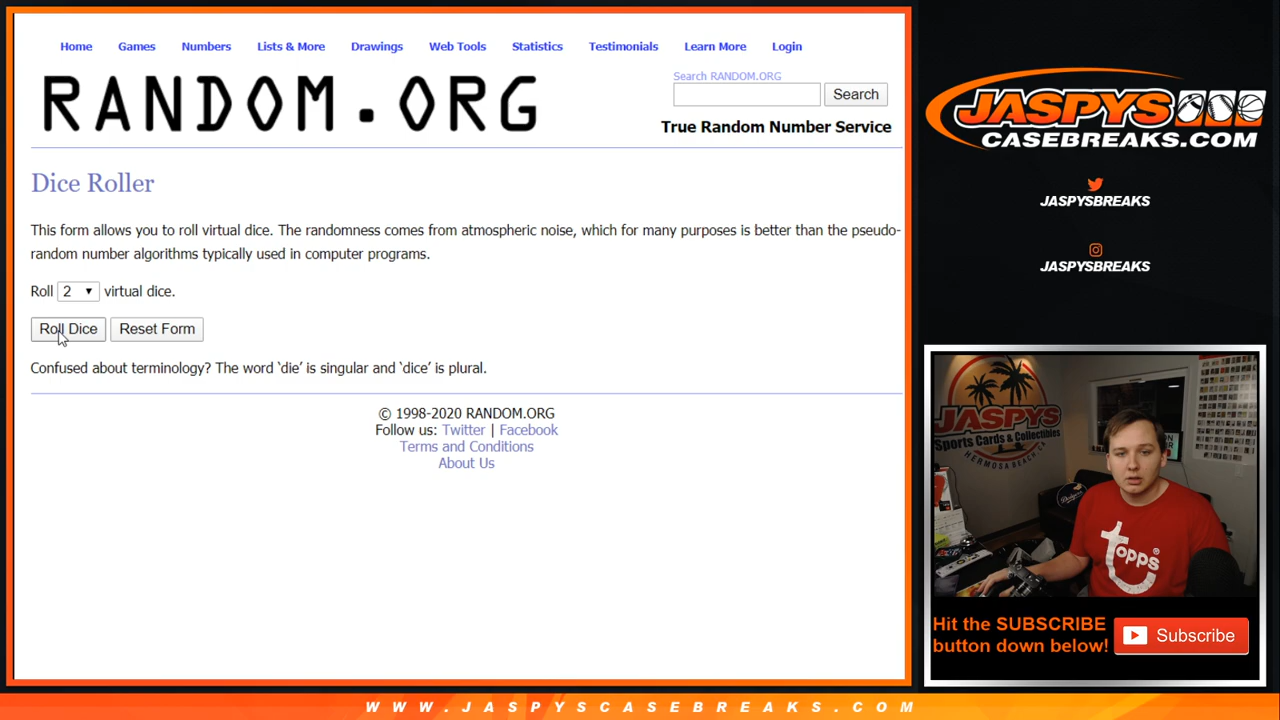 Home Games Numbers Lists & More Drawings Web Tools Statistics Testimonials Learn More Login
RANDOM.ORG
Search RANDOM.ORG
Search
True Random Number Service
Dice Roller
This form allows you to roll virtual dice. The randomness comes from atmospheric noise, which for many purposes is better than the pseudo-
random number algorithms typically used in computer programs.
Roll 2 virtual dice.
Roll Dice Reset Form
Confused about terminology? The word ‘die’ is singular and ‘dice’ is plural.
© 1998-2020 RANDOM.ORG
Follow us: Twitter | Facebook
Terms and Conditions
About Us
JASPYS
CASEBREAKS.COM
JASPYSBREAKS
JASPYSBREAKS
JASPYS
Sports Cards & Collectibles
HERMOSA BEACH, CA
Dodgers
topps®
Hit the SUBSCRIBE
button down below!
Subscribe
WWW.JASPYSCASEBREAKS.COM